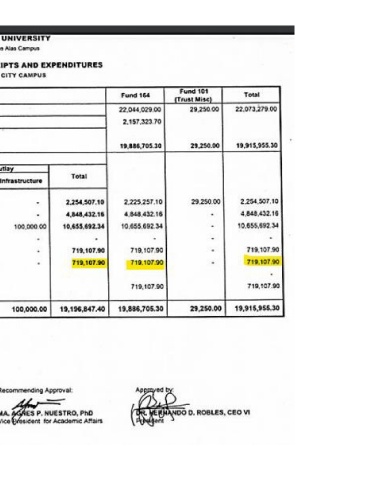 UNIVERSITY
s Alas Campus
IPTS AND EXPENDITURES
CITY CAMPUS
Fund 164 Fund 101 (Trust Misc) Total
22,044,029.00 29,250.00 22,073,279.00
2,157,323.70
19,886,705.30 29,250.00 19,915,955.30
utlay
Infrastructure Total
- 2,254,507.10 2,225,257.10 29,250.00 2,254,507.10
- 4,848,432.16 4,848,432.16 - 4,848,432.16
100,000.00 10,655,692.34 10,655,692.34 - 10,655,692.34
- - - - -
- 719,107.90 719,107.90 - 719,107.90
- 719,107.90 719,107.90 - 719,107.90
-
719,107.90 719,107.90
100,000.00 19,196,847.40 19,886,705.30 29,250.00 19,915,955.30
Recommending Approval: Approved by:
MA. AGNES P. NUESTRO, PhD DR. HERNANDO D. ROBLES, CEO VI
Vice President for Academic Affairs President